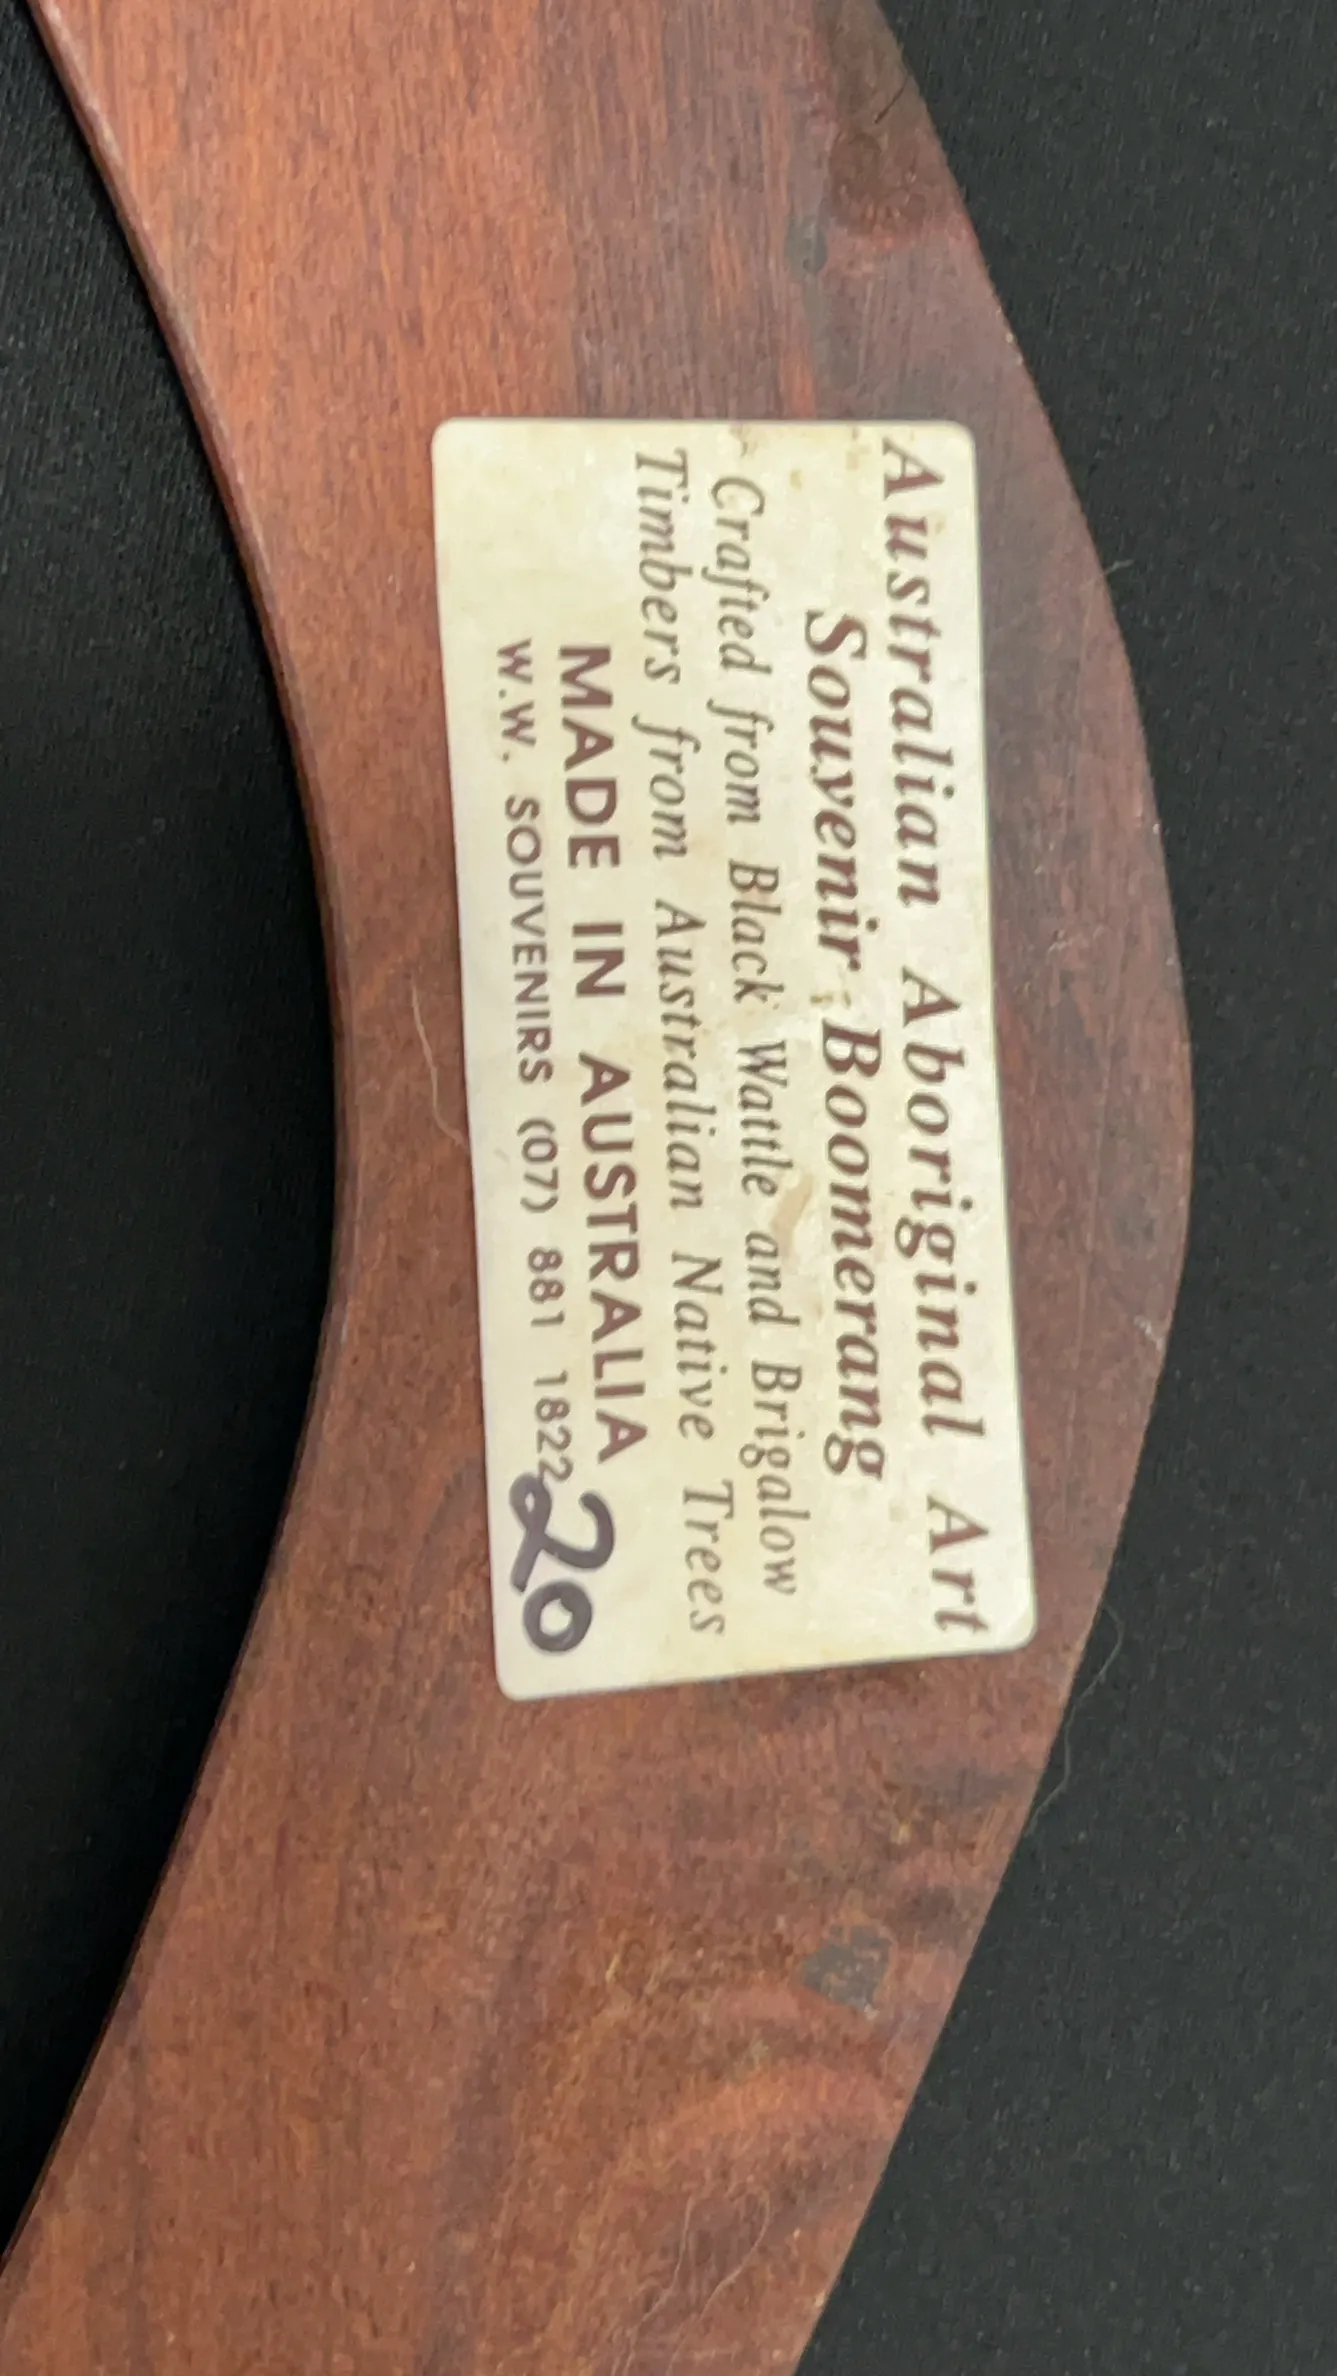 Australian Aboriginal Art
Souvenir Boomerang
Crafted from Black Wattle and Brigalow
Timbers from Australian Native Trees
MADE IN AUSTRALIA
W.W. SOUVENIRS (07) 881 1822
20